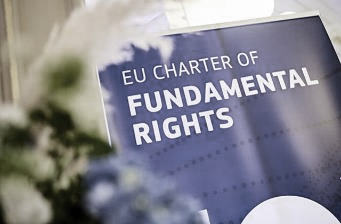 EU CHARTER OF
FUNDAMENTAL
RIGHTS